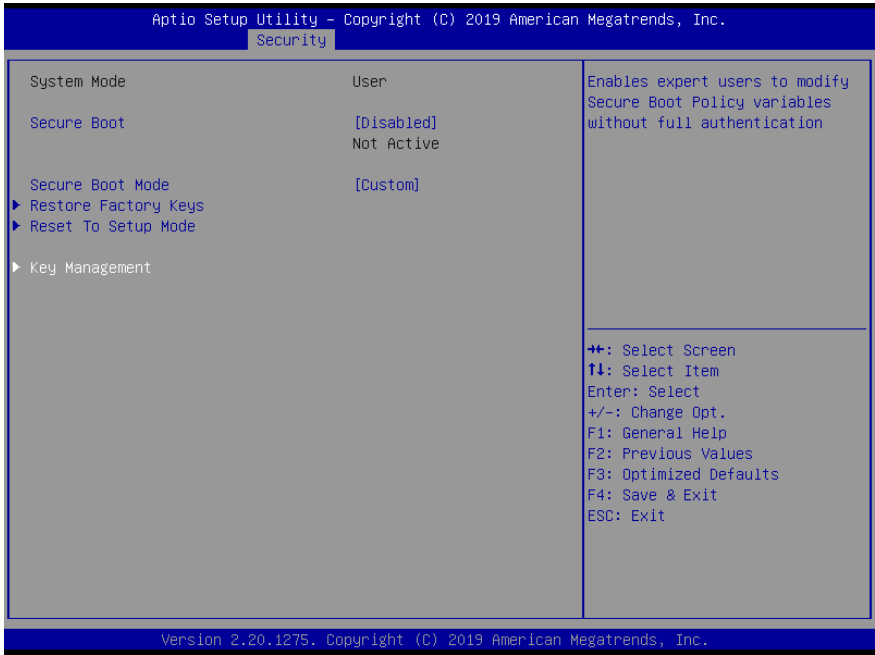 Aptio Setup Utility – Copyright (C) 2019 American Megatrends, Inc.
Security
System Mode User
Secure Boot [Disabled]
Not Active
Secure Boot Mode [Custom]
Restore Factory Keys
Reset To Setup Mode
Key Management
Enables expert users to modify
Secure Boot Policy variables
without full authentication
→←: Select Screen
↑↓: Select Item
Enter: Select
+/-: Change Opt.
F1: General Help
F2: Previous Values
F3: Optimized Defaults
F4: Save & Exit
ESC: Exit
Version 2.20.1275. Copyright (C) 2019 American Megatrends, Inc.